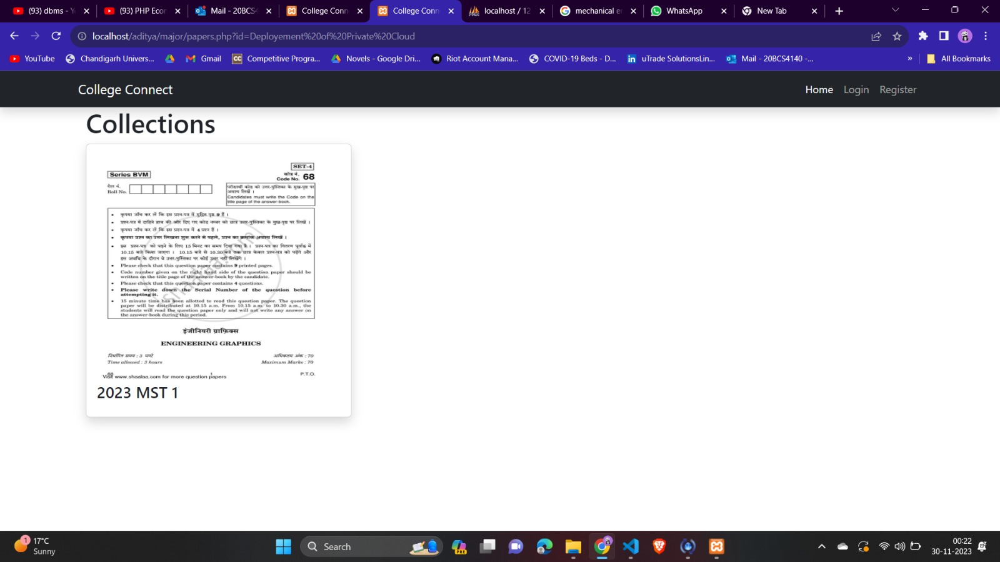 (93) dbms - Y
(93) PHP Econ
Mail - 20BCS4
College Conn
College Conn
localhost / 12
mechanical en
WhatsApp
New Tab
localhost/aditya/major/papers.php?id=Deployement%20of%20Private%20Cloud
YouTube
Chandigarh Univers...
Gmail
CC
Competitive Progra...
Novels - Google Dri...
Riot Account Mana...
COVID-19 Beds - D...
in
uTrade SolutionsLin...
Mail - 20BCS4140 -...
»
All Bookmarks
College Connect
Home
Login
Register
Collections
SET-4
Series BVM
कोड नं.
Code No. 68
रोल नं.
Roll No.
परीक्षार्थी कोड को उत्तर-पुस्तिका के मुख-पृष्ठ पर
अवश्य लिखें ।
Candidates must write the Code on the
title page of the answer-book.
• कृपया जाँच कर लें कि इस प्रश्न-पत्र में मुद्रित पृष्ठ 9 हैं ।
• प्रश्न-पत्र में दाहिने हाथ की ओर दिए गए कोड नम्बर को छात्र उत्तर-पुस्तिका के मुख-पृष्ठ पर लिखें ।
• कृपया जाँच कर लें कि इस प्रश्न-पत्र में 4 प्रश्न हैं ।
• कृपया प्रश्न का उत्तर लिखना शुरू करने से पहले, प्रश्न का क्रमांक अवश्य लिखें ।
• इस प्रश्न-पत्र को पढ़ने के लिए 15 मिनट का समय दिया गया है । प्रश्न-पत्र का वितरण पूर्वाह्न में
10.15 बजे किया जाएगा । 10.15 बजे से 10.30 बजे तक छात्र केवल प्रश्न-पत्र को पढ़ेंगे और
इस अवधि के दौरान वे उत्तर-पुस्तिका पर कोई उत्तर नहीं लिखेंगे ।
• Please check that this question paper contains 9 printed pages.
• Code number given on the right hand side of the question paper should be
written on the title page of the answer-book by the candidate.
• Please check that this question paper contains 4 questions.
• Please write down the Serial Number of the question before
attempting it.
• 15 minute time has been allotted to read this question paper. The question
paper will be distributed at 10.15 a.m. From 10.15 a.m. to 10.30 a.m., the
students will read the question paper only and will not write any answer on
the answer-book during this period.
shaalaa.com
इंजीनियरी ग्राफ़िक्स
ENGINEERING GRAPHICS
निर्धारित समय : 3 घण्टे
अधिकतम अंक : 70
Time allowed : 3 hours
Maximum Marks : 70
68
1
P.T.O.
Visit www.shaalaa.com for more question papers
2023 MST 1
1
17°C
Sunny
Search
PRE
00:22
30-11-2023